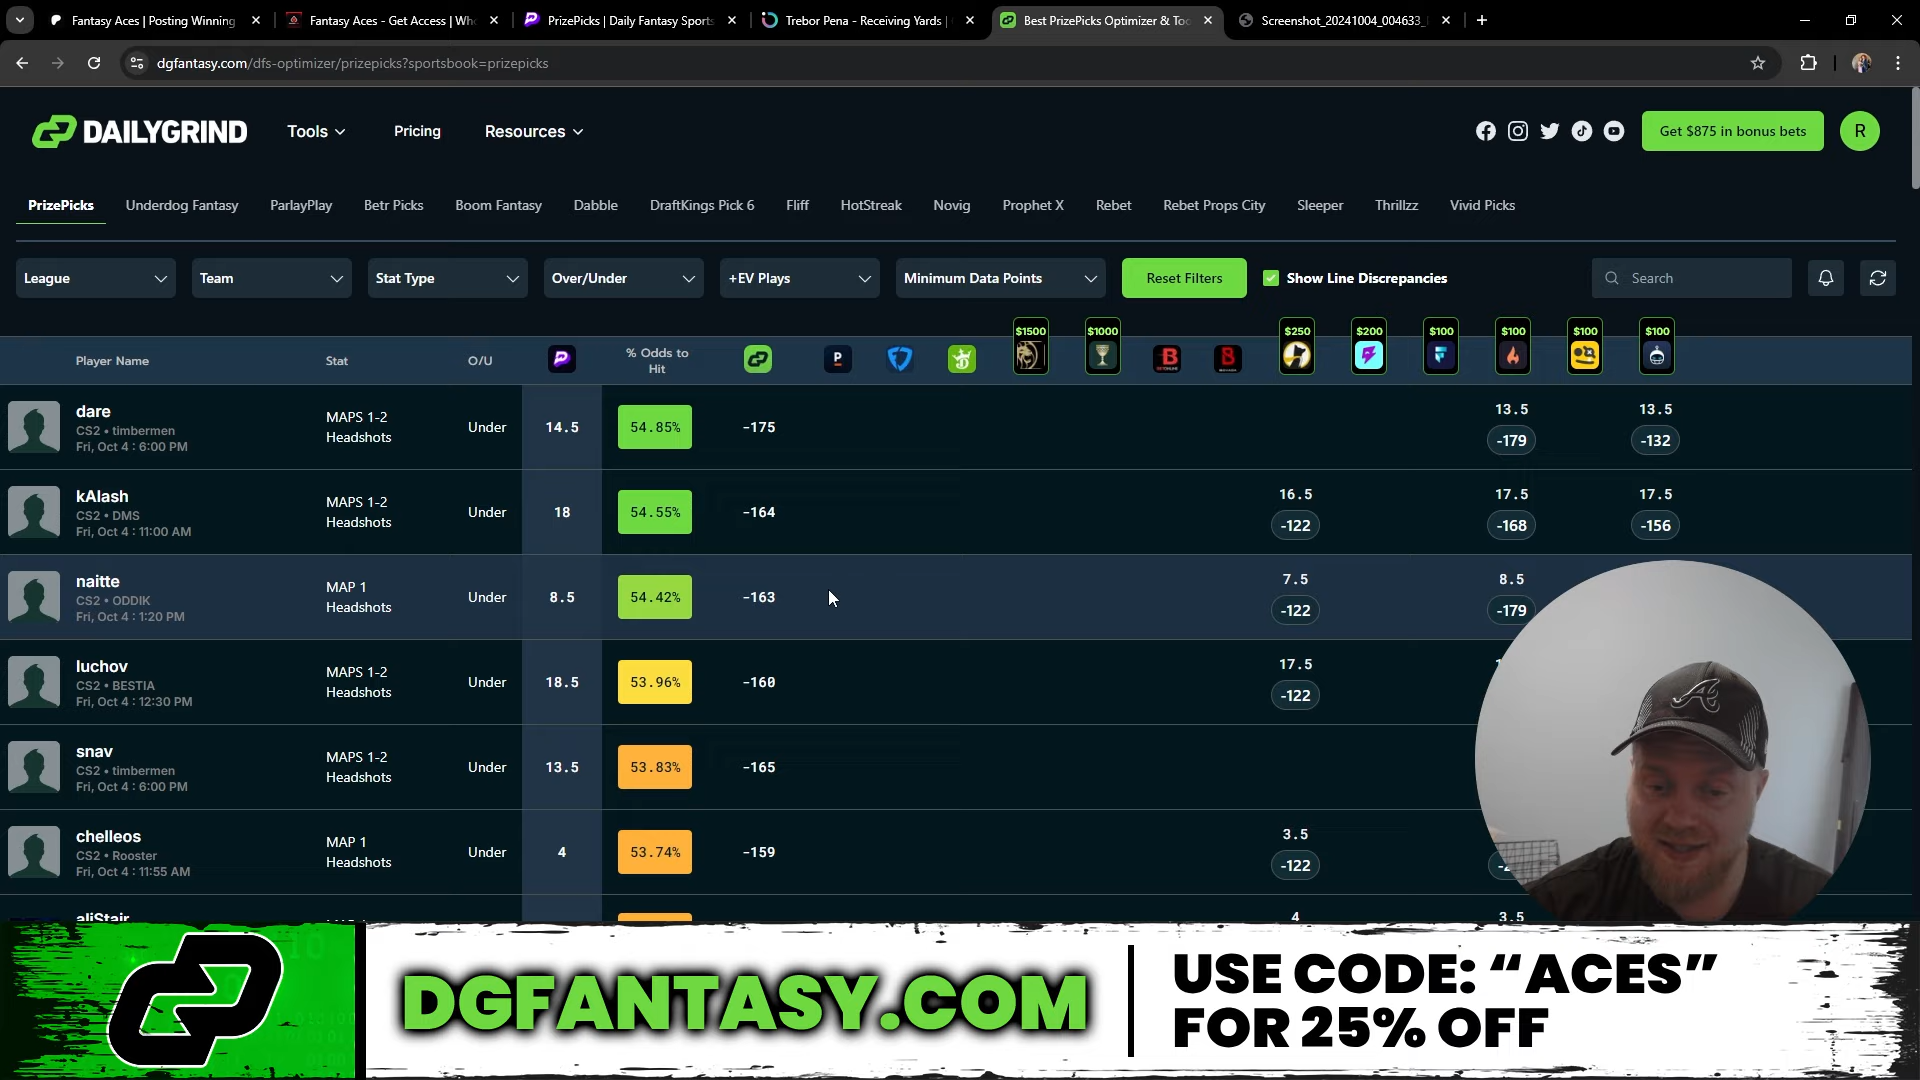 Fantasy Aces | Posting Winning
Fantasy Aces - Get Access | Who
PrizePicks | Daily Fantasy Sports
Trebor Pena - Receiving Yards |
Best PrizePicks Optimizer & Too
Screenshot_20241004_004633_
dgfantasy.com/dfs-optimizer/prizepicks?sportsbook=prizepicks
DAILYGRIND
Tools
Pricing
Resources
Get $875 in bonus bets
R
PrizePicks
Underdog Fantasy
ParlayPlay
Betr Picks
Boom Fantasy
Dabble
DraftKings Pick 6
Fliff
HotStreak
Novig
Prophet X
Rebet
Rebet Props City
Sleeper
Thrillzz
Vivid Picks
League
Team
Stat Type
Over/Under
+EV Plays
Minimum Data Points
Reset Filters
Show Line Discrepancies
Search
$1500
$1000
$250
$200
$100
$100
$100
$100
Player Name
Stat
O/U
% Odds to
Hit
dare
CS2 • timbermen
Fri, Oct 4 : 6:00 PM
MAPS 1-2
Headshots
Under
14.5
54.85%
-175
13.5
-179
13.5
-132
kAlash
CS2 • DMS
Fri, Oct 4 : 11:00 AM
MAPS 1-2
Headshots
Under
18
54.55%
-164
16.5
-122
17.5
-168
17.5
-156
naitte
CS2 • ODDIK
Fri, Oct 4 : 1:20 PM
MAP 1
Headshots
Under
8.5
54.42%
-163
7.5
-122
8.5
-179
luchov
CS2 • BESTIA
Fri, Oct 4 : 12:30 PM
MAPS 1-2
Headshots
Under
18.5
53.96%
-160
17.5
-122
snav
CS2 • timbermen
Fri, Oct 4 : 6:00 PM
MAPS 1-2
Headshots
Under
13.5
53.83%
-165
chelleos
CS2 • Rooster
Fri, Oct 4 : 11:55 AM
MAP 1
Headshots
Under
4
53.74%
-159
3.5
-122
aliStair
4
3.5
DGFANTASY.COM
USE CODE: “ACES”
FOR 25% OFF